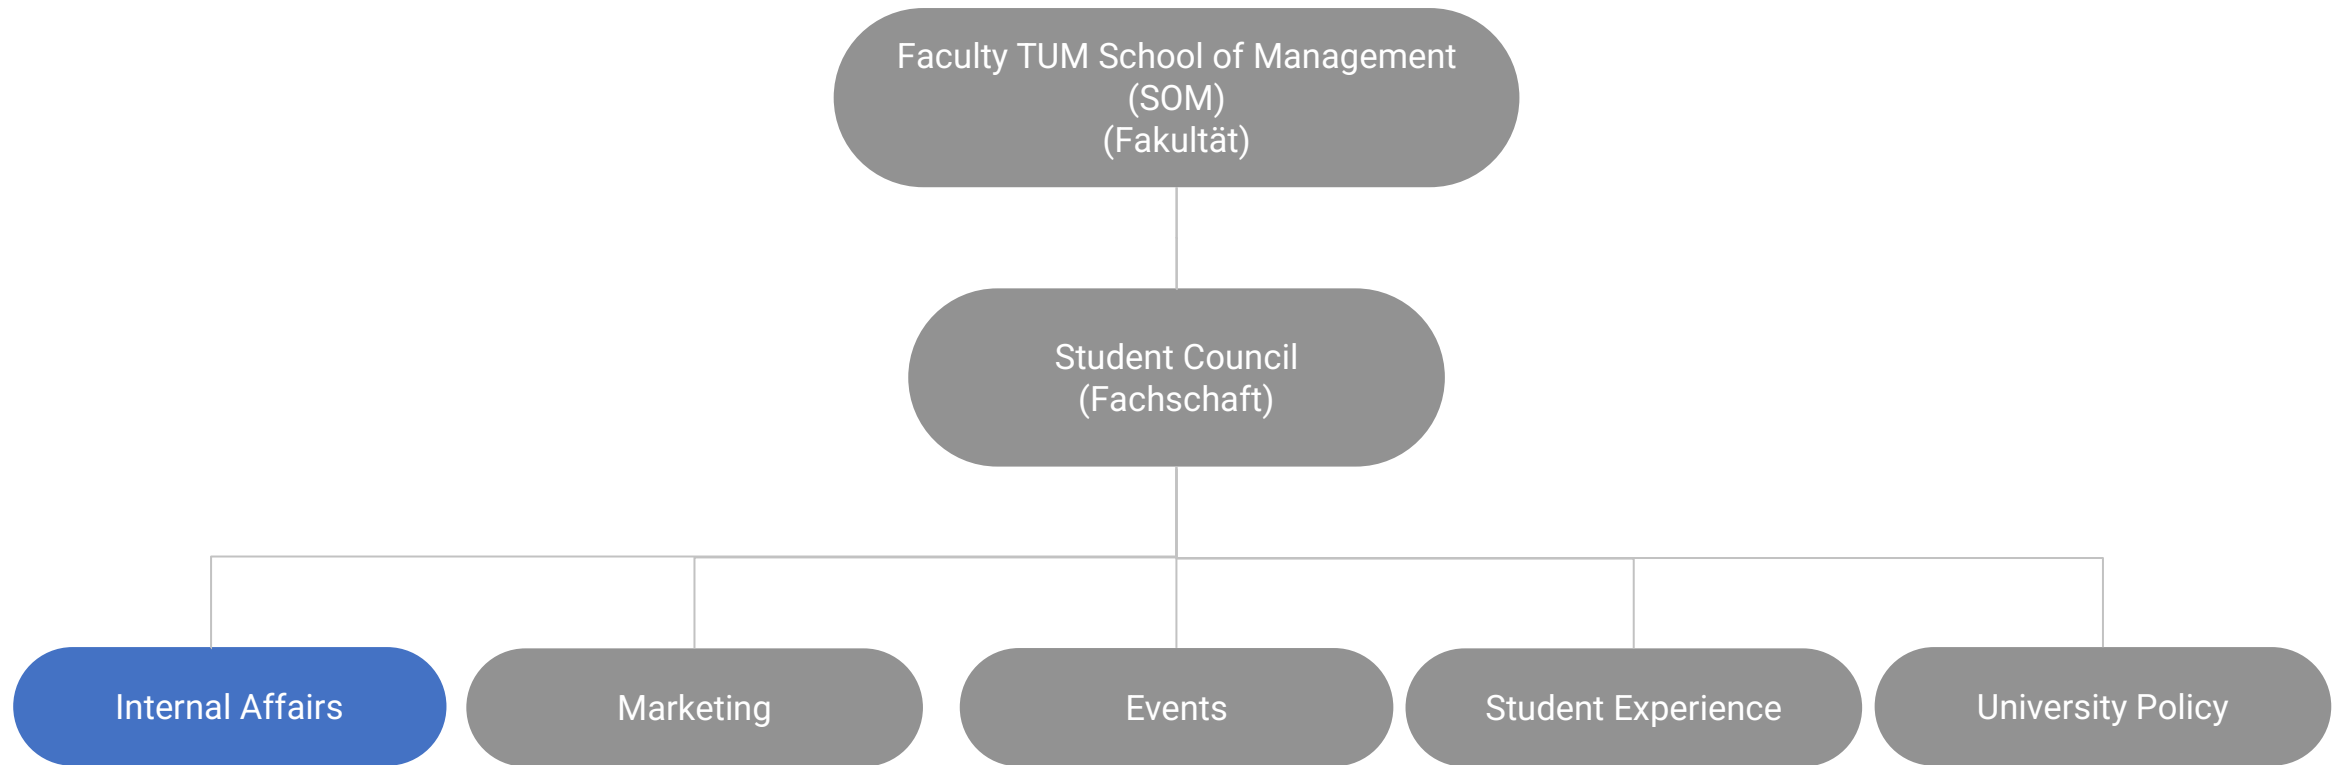 Faculty TUM School of Management
(SOM)
(Fakultät)
Student Council
(Fachschaft)
Internal Affairs
Marketing
Events
Student Experience
University Policy